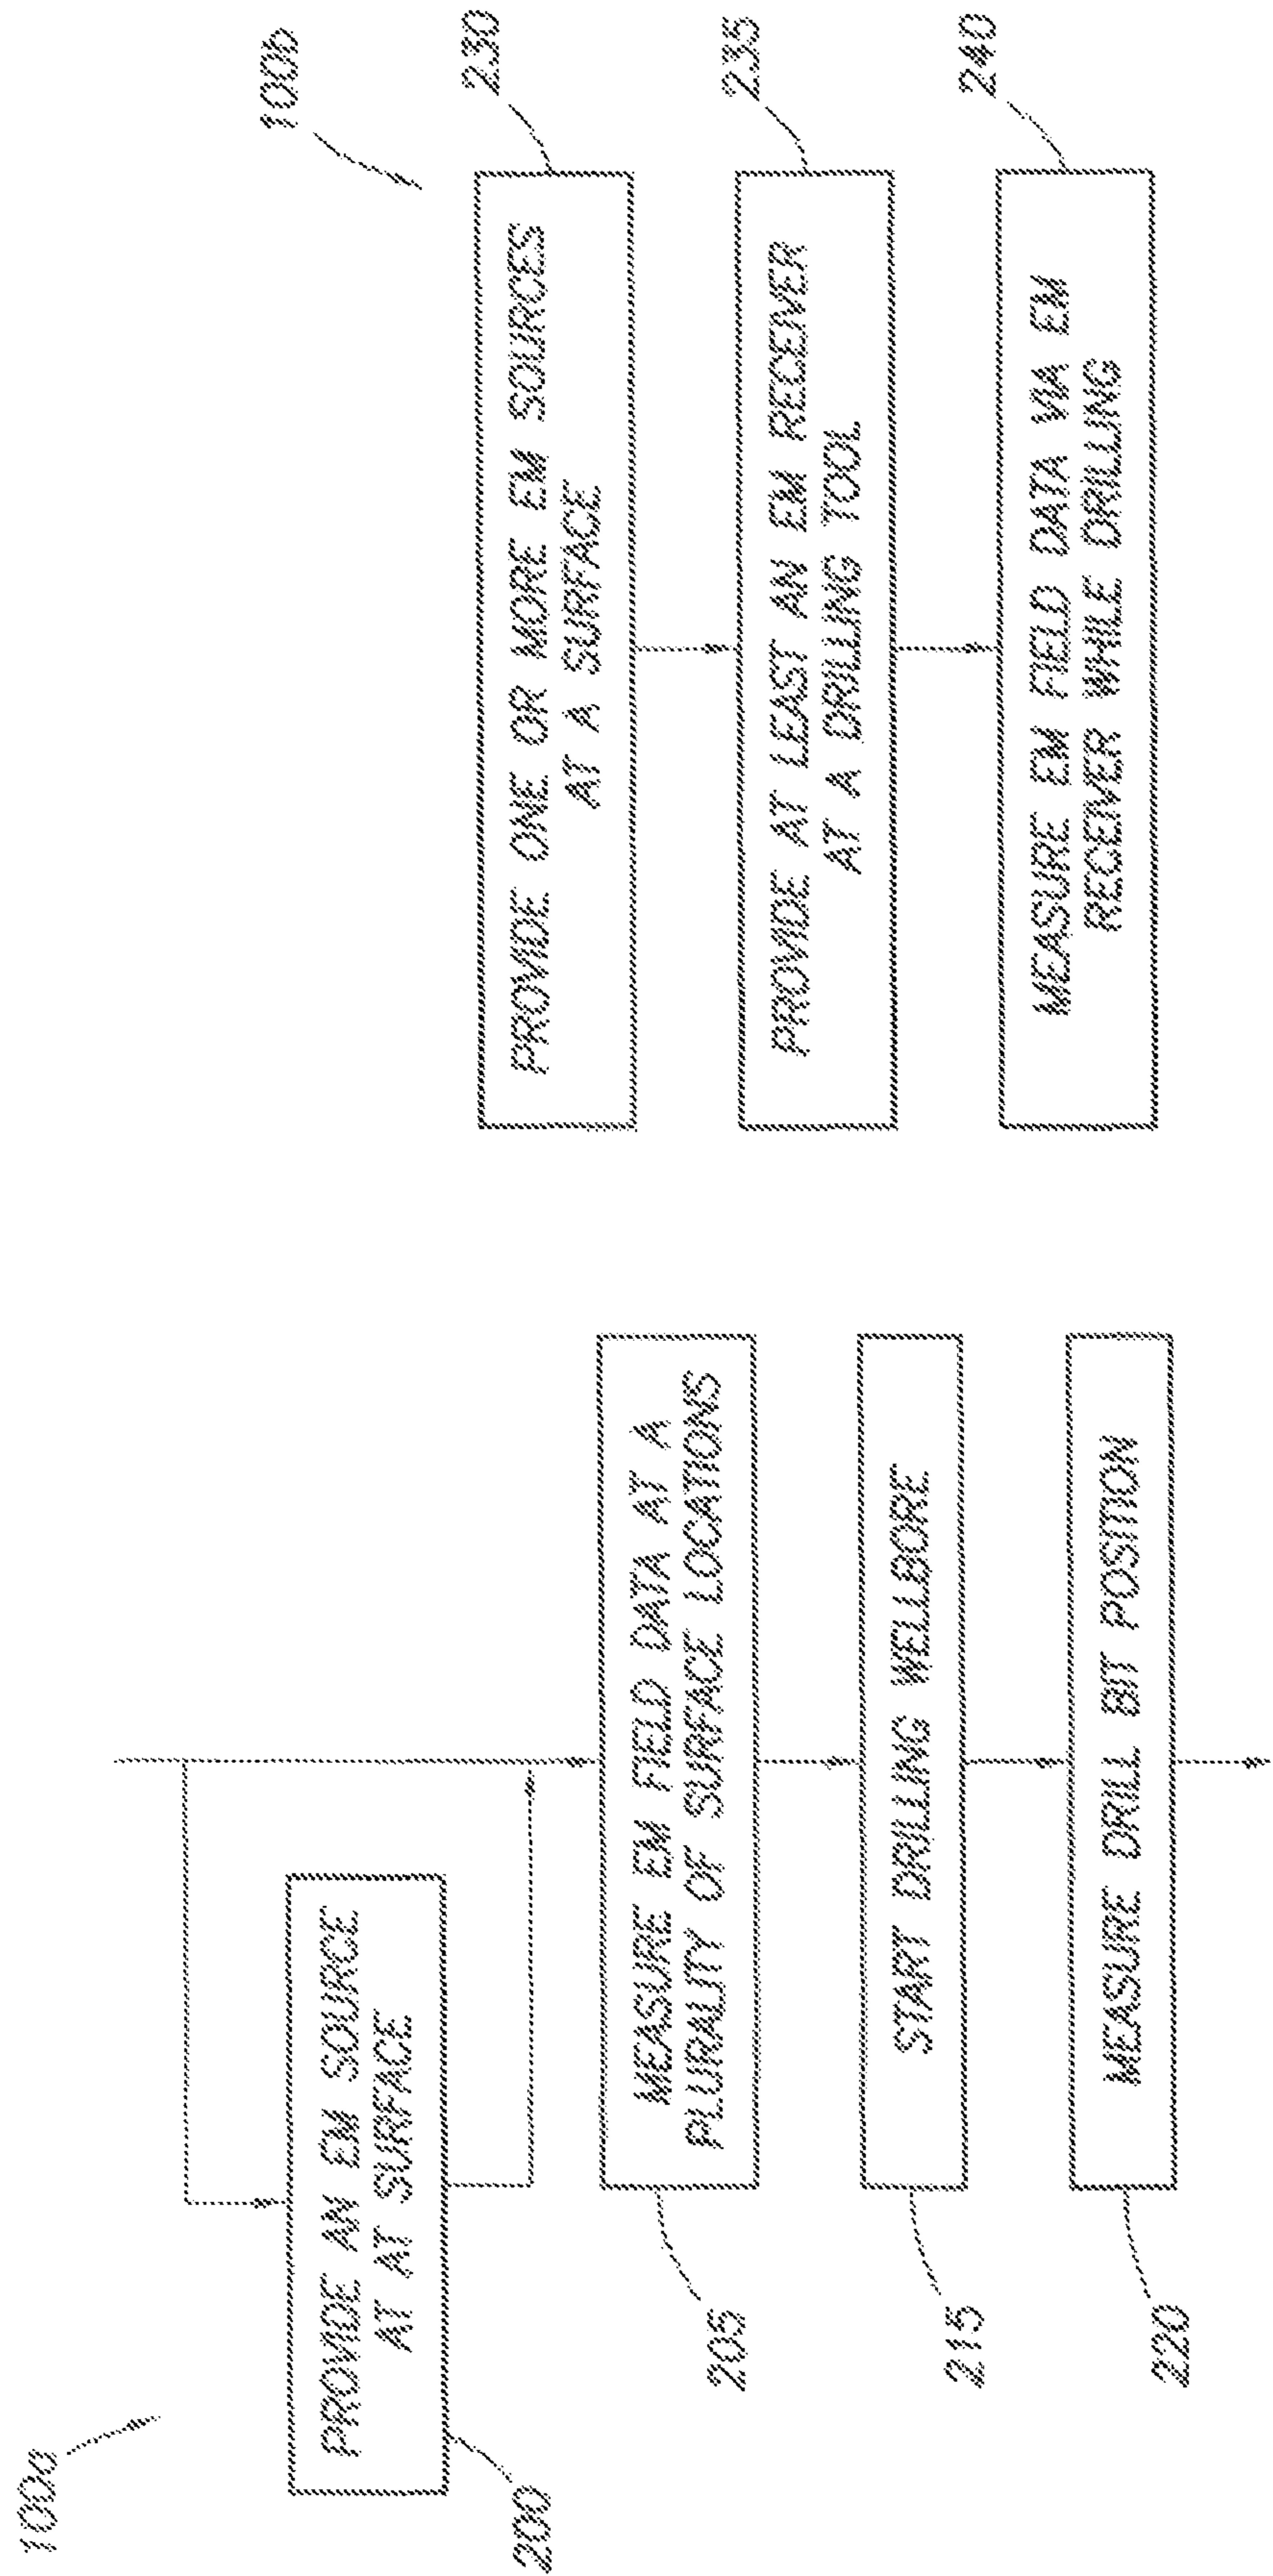 100a
PROVIDE AN EM SOURCE
AT AT SURFACE
200
MEASURE EM FIELD DATA AT A
PLURALITY OF SURFACE LOCATIONS
205
START DRILLING WELLBORE
215
MEASURE DRILL BIT POSITION
220
100b
PROVIDE ONE OR MORE EM SOURCES
AT A SURFACE
230
PROVIDE AT LEAST AN EM RECEIVER
AT A DRILLING TOOL
235
MEASURE EM FIELD DATA VIA EM
RECEIVER WHILE DRILLING
240